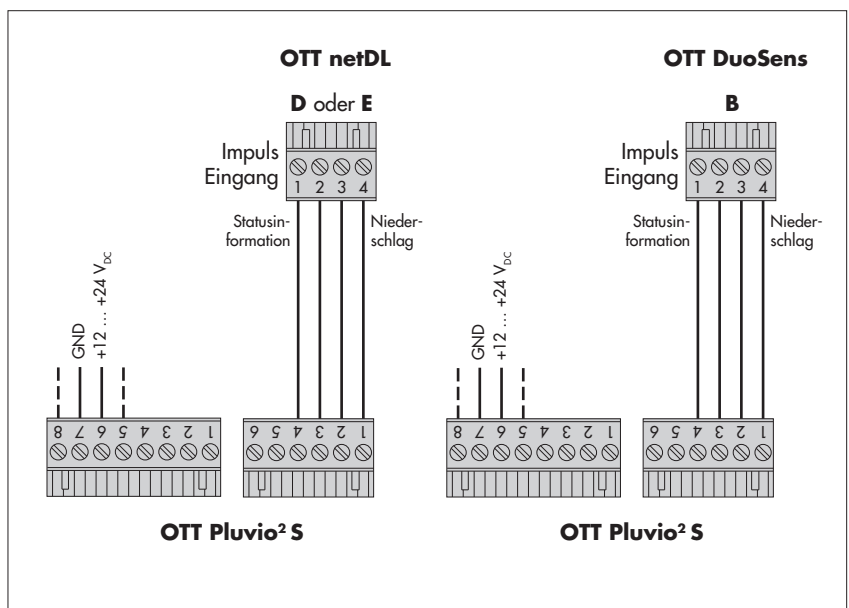 OTT netDL
OTT DuoSens
D oder E
B
Impuls
Eingang
1 2 3 4
Impuls
Eingang
1 2 3 4
Statusin-
formation
Nieder-
schlag
Statusin-
formation
Nieder-
schlag
GND
+12 ... +24 VDC
GND
+12 ... +24 VDC
8 7 6 5 4 3 2 1
6 5 4 3 2 1
8 7 6 5 4 3 2 1
6 5 4 3 2 1
OTT Pluvio² S
OTT Pluvio² S